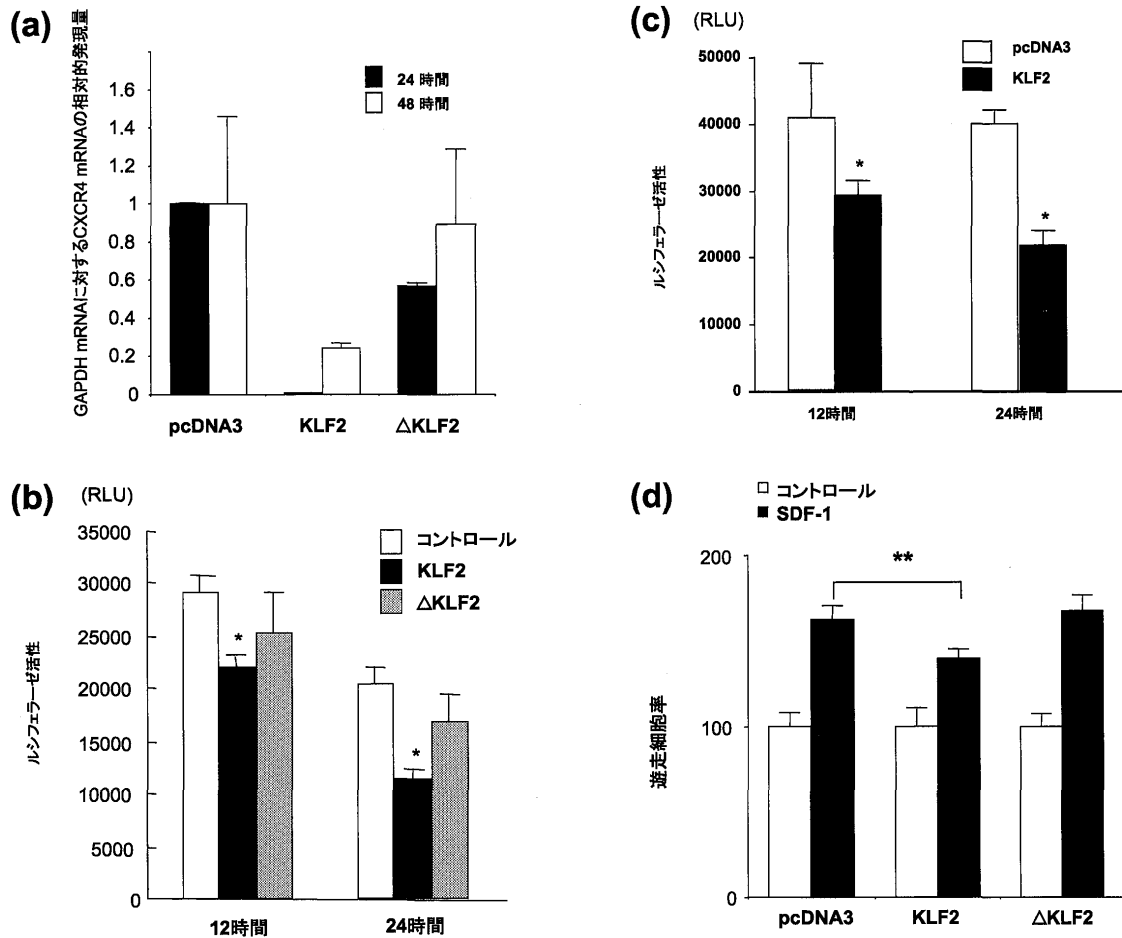 (a)
GAPDH mRNAに対するCXCR4 mRNAの相対的発現量
1.6
1.4
1.2
1
0.8
0.6
0.4
0.2
0
24 時間
48 時間
pcDNA3 KLF2 △KLF2
(b) (RLU)
ルシフェラーゼ活性
35000
30000
25000
20000
15000
10000
5000
0
コントロール
KLF2
△KLF2
*
*
12時間 24時間
(c) (RLU)
ルシフェラーゼ活性
50000
40000
30000
20000
10000
0
pcDNA3
KLF2
*
*
12時間 24時間
(d)
コントロール
SDF-1
遊走細胞率
200
100
0
**
pcDNA3 KLF2 △KLF2